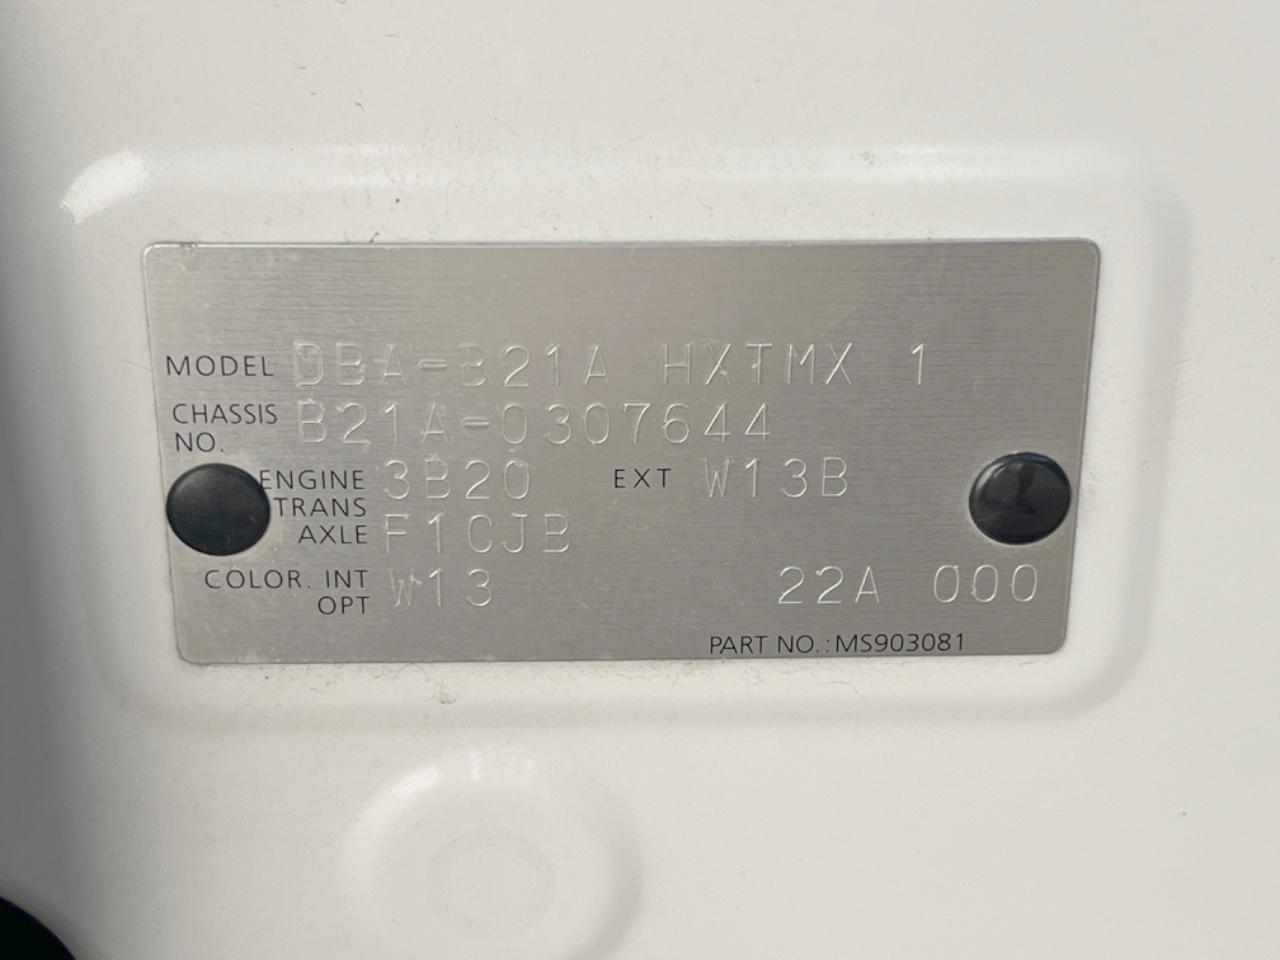 MODEL DBA-B21A HXTMX 1
CHASSIS NO. B21A-0307644
ENGINE 3B20 EXT W13B
TRANS AXLE F1CJB
COLOR. INT W13 22A 000
OPT
PART NO.:MS903081